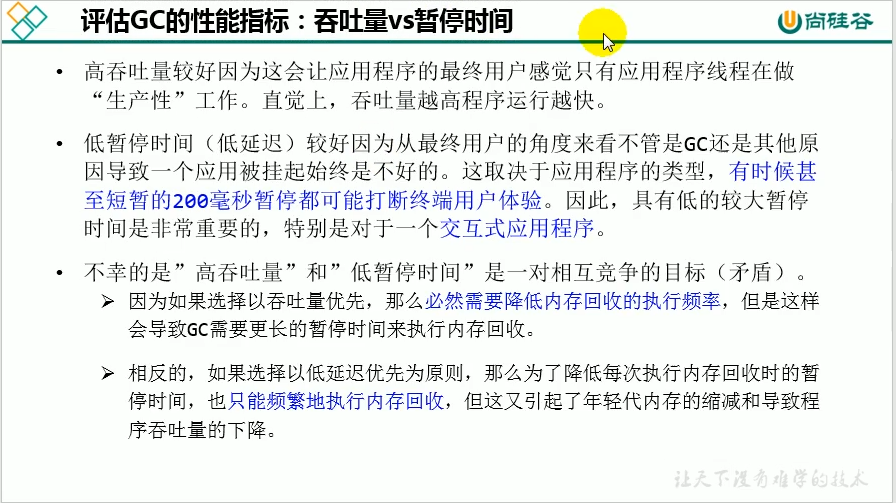 评估GC的性能指标：吞吐量vs暂停时间
尚硅谷
• 高吞吐量较好因为这会让应用程序的最终用户感觉只有应用程序线程在做
“生产性”工作。直觉上，吞吐量越高程序运行越快。
• 低暂停时间（低延迟）较好因为从最终用户的角度来看不管是GC还是其他原
因导致一个应用被挂起始终是不好的。这取决于应用程序的类型，有时候甚
至短暂的200毫秒暂停都可能打断终端用户体验。因此，具有低的较大暂停
时间是非常重要的，特别是对于一个交互式应用程序。
• 不幸的是”高吞吐量”和”低暂停时间”是一对相互竞争的目标（矛盾）。
➢ 因为如果选择以吞吐量优先，那么必然需要降低内存回收的执行频率，但是这样
会导致GC需要更长的暂停时间来执行内存回收。
➢ 相反的，如果选择以低延迟优先为原则，那么为了降低每次执行内存回收时的暂
停时间，也只能频繁地执行内存回收，但这又引起了年轻代内存的缩减和导致程
序吞吐量的下降。
让天下没有难学的技术